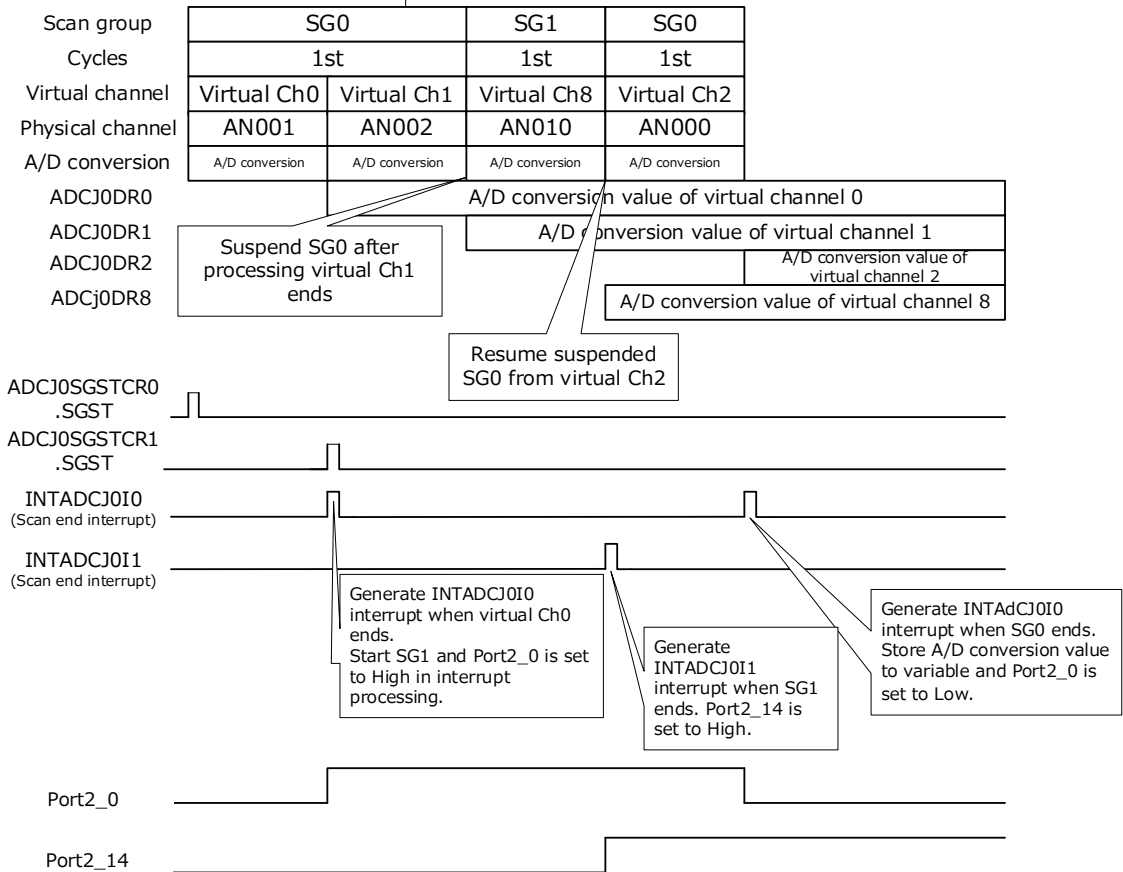 Scan group SG0 SG1 SG0
Cycles 1st 1st 1st
Virtual channel Virtual Ch0 Virtual Ch1 Virtual Ch8 Virtual Ch2
Physical channel AN001 AN002 AN010 AN000
A/D conversion A/D conversion A/D conversion A/D conversion A/D conversion
ADCJ0DR0 A/D conversion value of virtual channel 0
ADCJ0DR1 A/D conversion value of virtual channel 1
ADCJ0DR2 A/D conversion value of
virtual channel 2
ADCj0DR8 A/D conversion value of virtual channel 8
Suspend SG0 after
processing virtual Ch1
ends
Resume suspended
SG0 from virtual Ch2
ADCJ0SGSTCR0
.SGST
ADCJ0SGSTCR1
.SGST
INTADCJ0I0
(Scan end interrupt)
INTADCJ0I1
(Scan end interrupt)
Generate INTADCJ0I0
interrupt when virtual Ch0
ends.
Start SG1 and Port2_0 is set
to High in interrupt
processing.
Generate
INTADCJ0I1
interrupt when SG1
ends. Port2_14 is
set to High.
Generate INTAdCJ0I0
interrupt when SG0 ends.
Store A/D conversion value
to variable and Port2_0 is
set to Low.
Port2_0
Port2_14